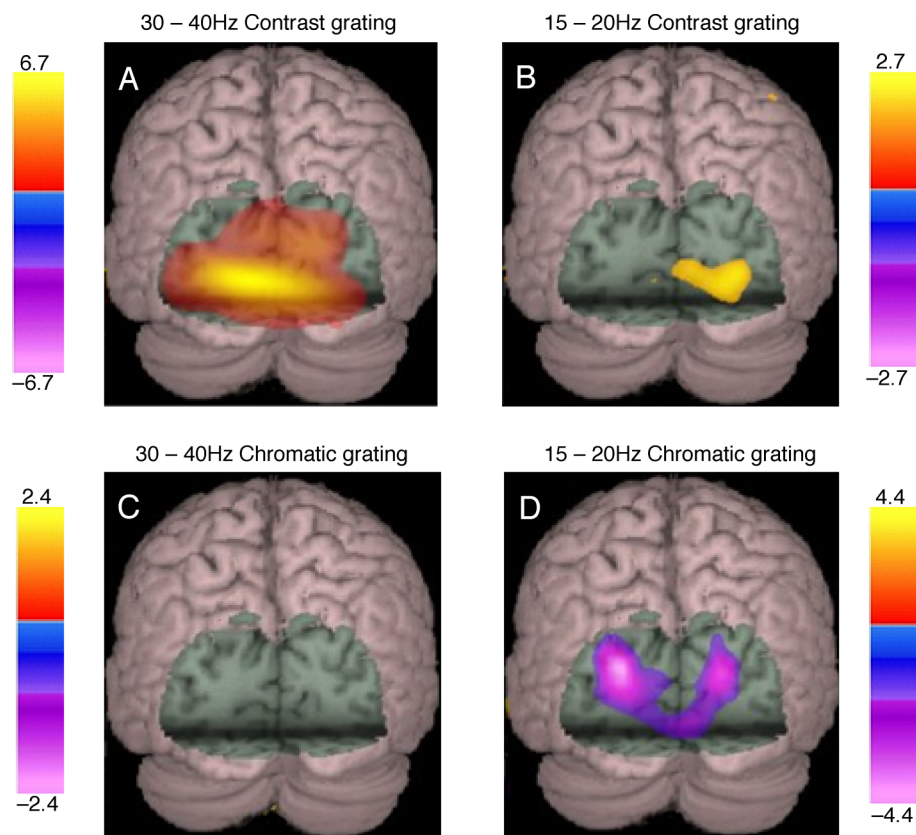 30 – 40Hz Contrast grating
15 – 20Hz Contrast grating
6.7
A
B
2.7
–6.7
–2.7
30 – 40Hz Chromatic grating
15 – 20Hz Chromatic grating
2.4
C
D
4.4
–2.4
–4.4